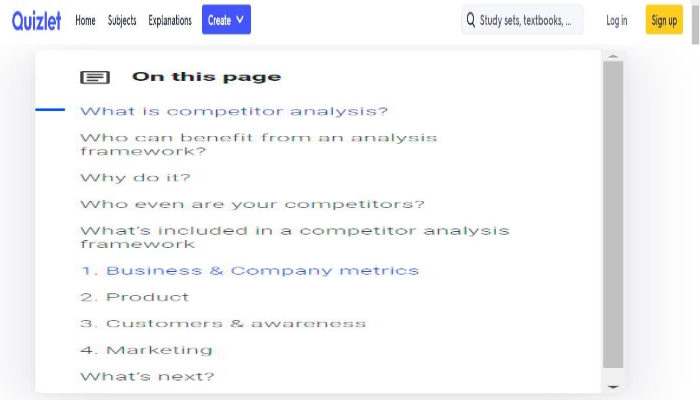 Quizlet Home Subjects Explanations Create Study sets, textbooks, ... Log in Sign up
On this page
What is competitor analysis?
Who can benefit from an analysis
framework?
Why do it?
Who even are your competitors?
What's included in a competitor analysis
framework
1. Business & Company metrics
2. Product
3. Customers & awareness
4. Marketing
What's next?